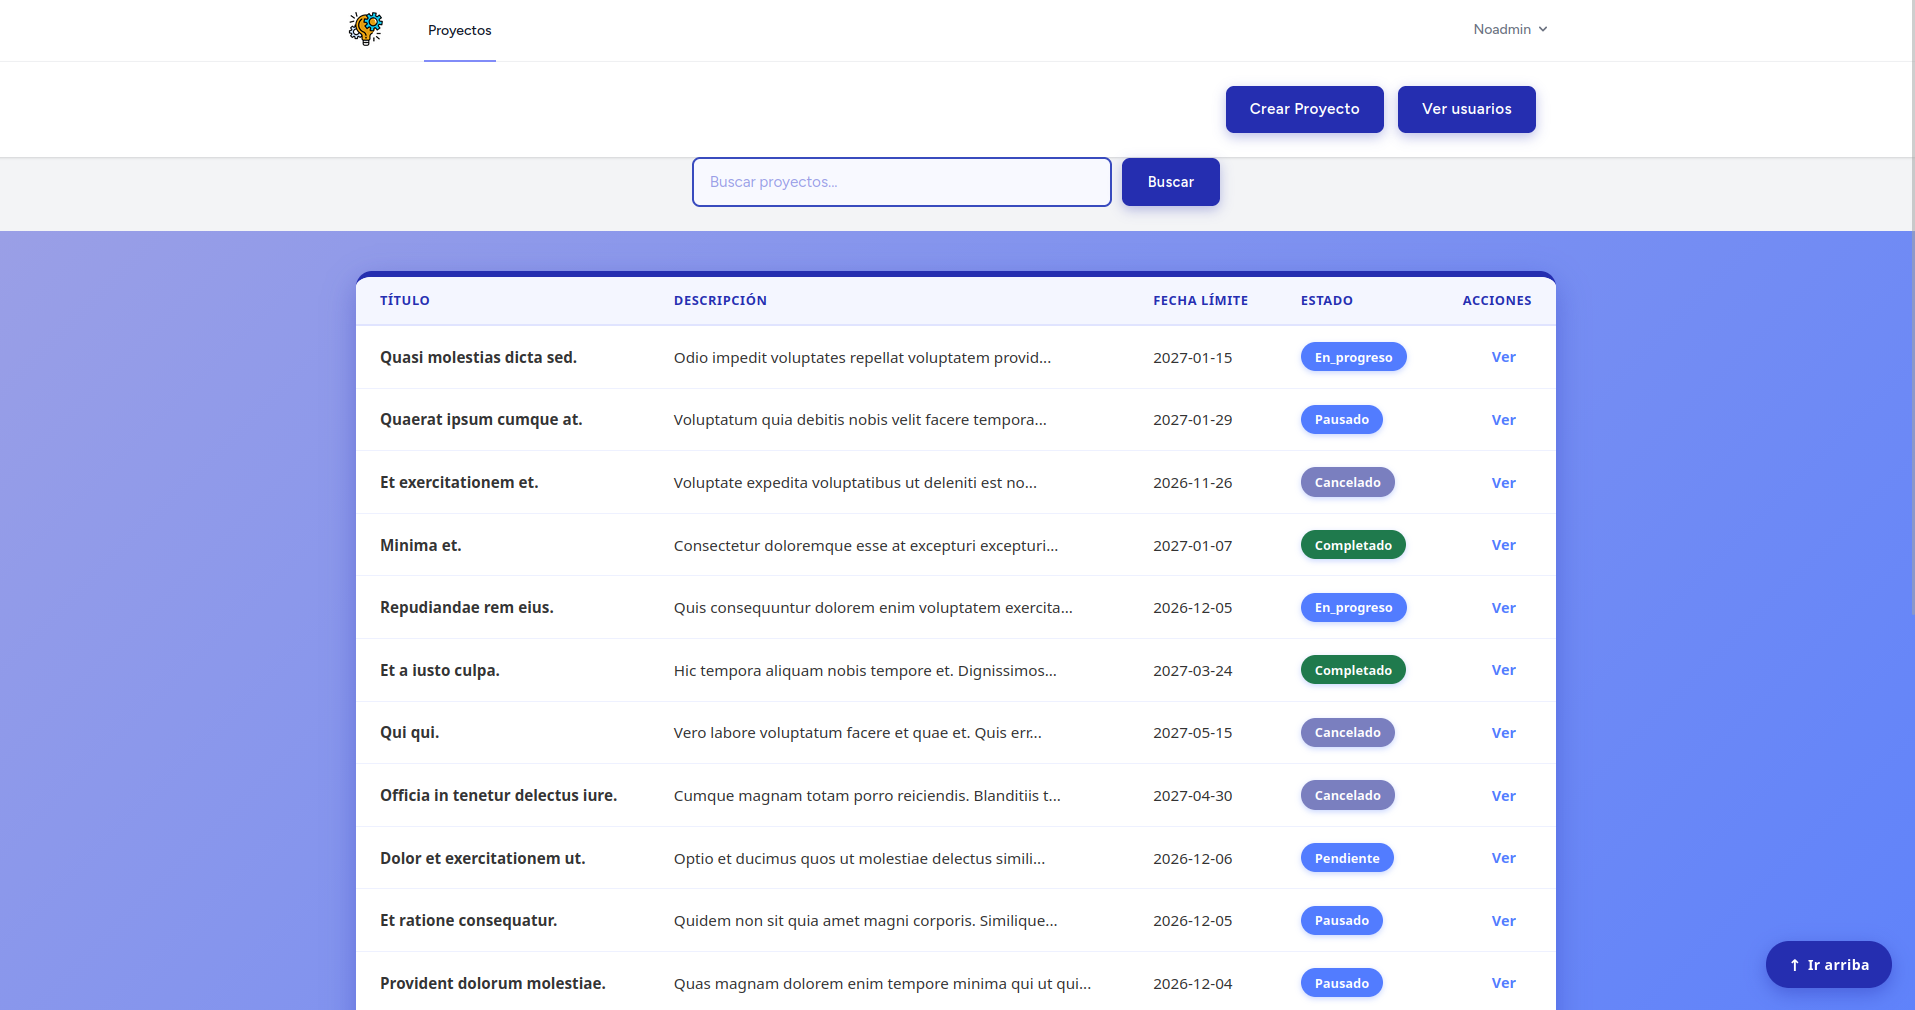 Proyectos
Noadmin
Crear Proyecto
Ver usuarios
Buscar proyectos...
Buscar
TÍTULO DESCRIPCIÓN FECHA LÍMITE ESTADO ACCIONES
Quasi molestias dicta sed. Odio impedit voluptates repellat voluptatem provid... 2027-01-15 En_progreso Ver
Quaerat ipsum cumque at. Voluptatum quia debitis nobis velit facere tempora... 2027-01-29 Pausado Ver
Et exercitationem et. Voluptate expedita voluptatibus ut deleniti est no... 2026-11-26 Cancelado Ver
Minima et. Consectetur doloremque esse at excepturi excepturi... 2027-01-07 Completado Ver
Repudiandae rem eius. Quis consequuntur dolorem enim voluptatem exercita... 2026-12-05 En_progreso Ver
Et a iusto culpa. Hic tempora aliquam nobis tempore et. Dignissimos... 2027-03-24 Completado Ver
Qui qui. Vero labore voluptatum facere et quae et. Quis err... 2027-05-15 Cancelado Ver
Officia in tenetur delectus iure. Cumque magnam totam porro reiciendis. Blanditiis t... 2027-04-30 Cancelado Ver
Dolor et exercitationem ut. Optio et ducimus quos ut molestiae delectus simili... 2026-12-06 Pendiente Ver
Et ratione consequatur. Quidem non sit quia amet magni corporis. Similique... 2026-12-05 Pausado Ver
Provident dolorum molestiae. Quas magnam dolorem enim tempore minima qui ut qui... 2026-12-04 Pausado Ver
↑ Ir arriba